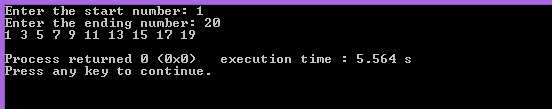 Enter the start number: 1
Enter the ending number: 20
1 3 5 7 9 11 13 15 17 19
Process returned 0 (0x0)   execution time : 5.564 s
Press any key to continue.